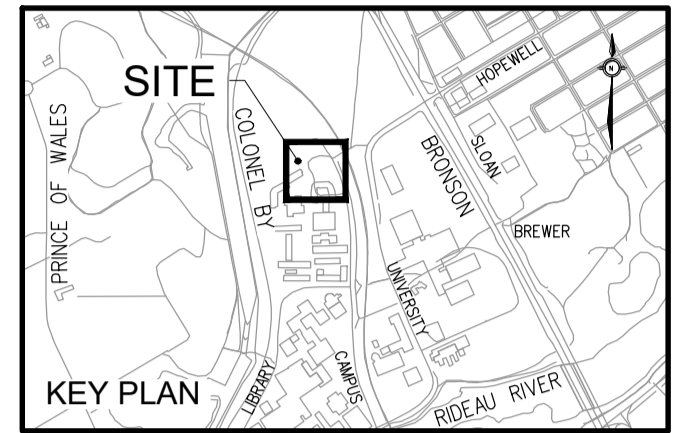 SITE
PRINCE OF WALES
COLONEL BY
HOPEWELL
N
SLOAN
BRONSON
BREWER
UNIVERSITY
LIBRARY
CAMPUS
RIDEAU RIVER
KEY PLAN